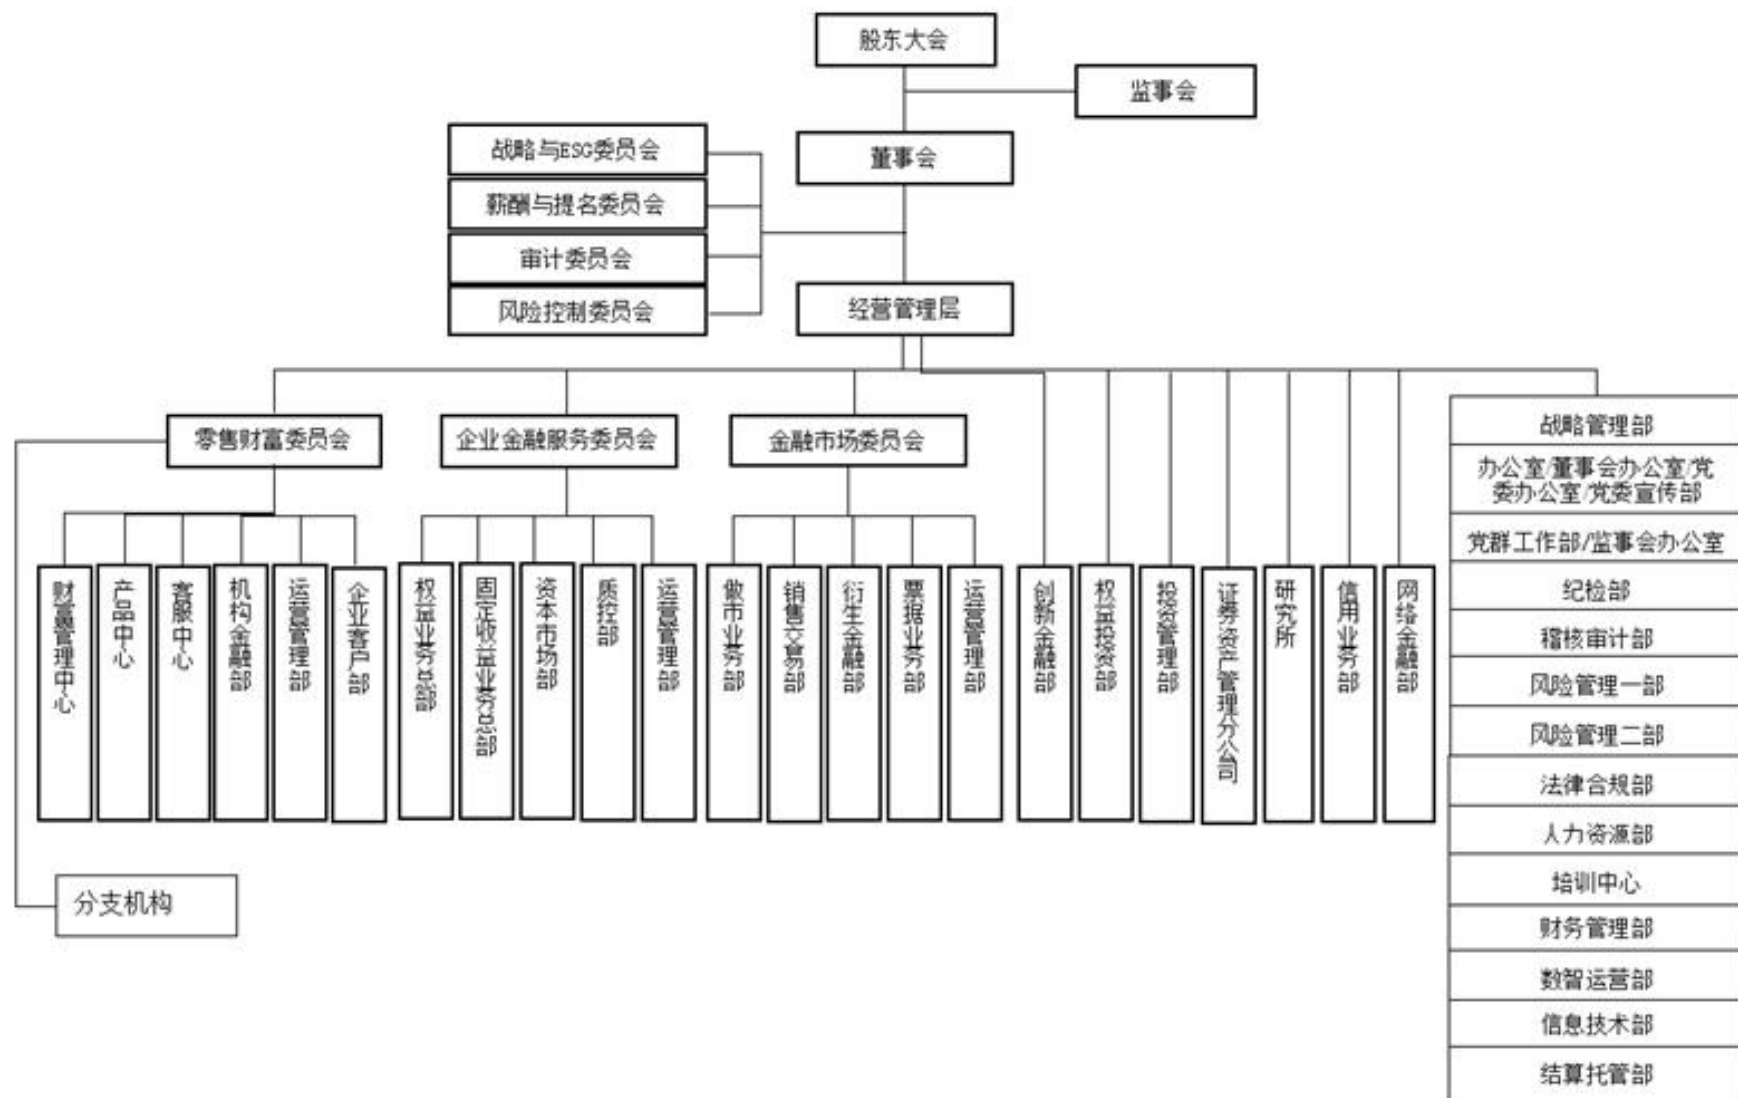 股东大会
监事会
战略与ESG委员会
董事会
薪酬与提名委员会
审计委员会
风险控制委员会
经营管理层
零售财富委员会
企业金融服务委员会
金融市场委员会
财富管理中心
产品中心
客服中心
机构金融部
运营管理部
企业客户部
权益业务总部
固定收益业务总部
资本市场部
质控部
运营管理部
做市业务部
销售交易部
衍生金融部
票据业务部
运营管理部
创新金融部
权益投资部
投资管理部
证券资产管理分公司
研究所
信用业务部
网络金融部
战略管理部
办公室/董事会办公室/党
委办公室/党委宣传部
党群工作部/监事会办公室
纪检部
稽核审计部
风险管理一部
风险管理二部
法律合规部
人力资源部
培训中心
财务管理部
数智运营部
信息技术部
结算托管部
分支机构